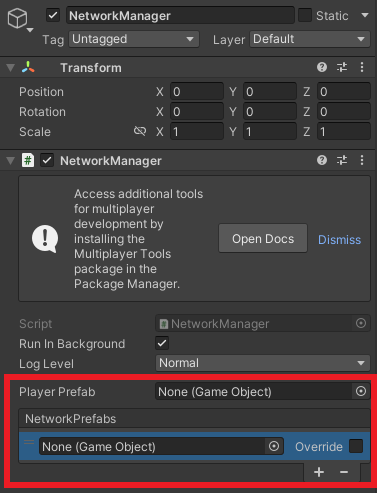 NetworkManager Static
Tag Untagged Layer Default
Transform
Position X 0 Y 0 Z 0
Rotation X 0 Y 0 Z 0
Scale X 1 Y 1 Z 1
# NetworkManager
Access additional tools
for multiplayer
development by
installing the
Multiplayer Tools
package in the
Package Manager.
Open Docs Dismiss
Script # NetworkManager
Run In Background
Log Level Normal
Player Prefab None (Game Object)
NetworkPrefabs
None (Game Object) Override
+ −